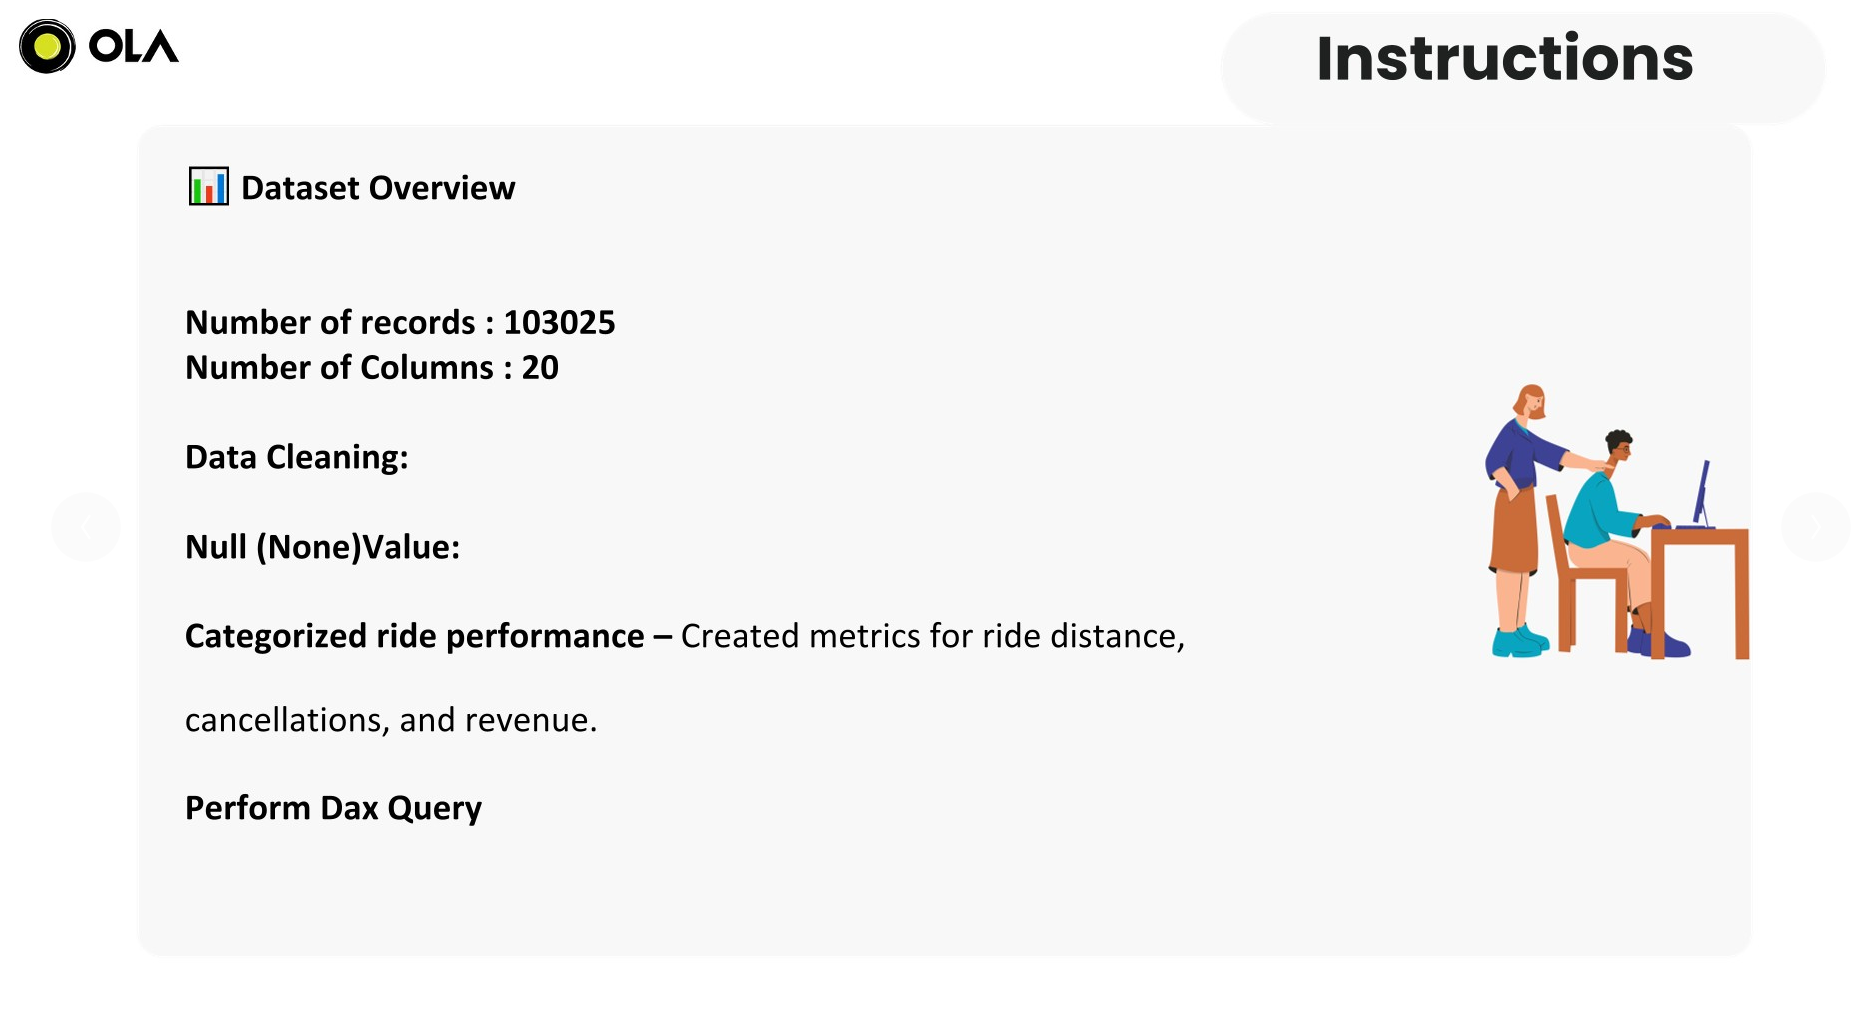 OLA
Instructions
📊 Dataset Overview
Number of records : 103025
Number of Columns : 20
Data Cleaning:
Null (None)Value:
Categorized ride performance – Created metrics for ride distance,
cancellations, and revenue.
Perform Dax Query